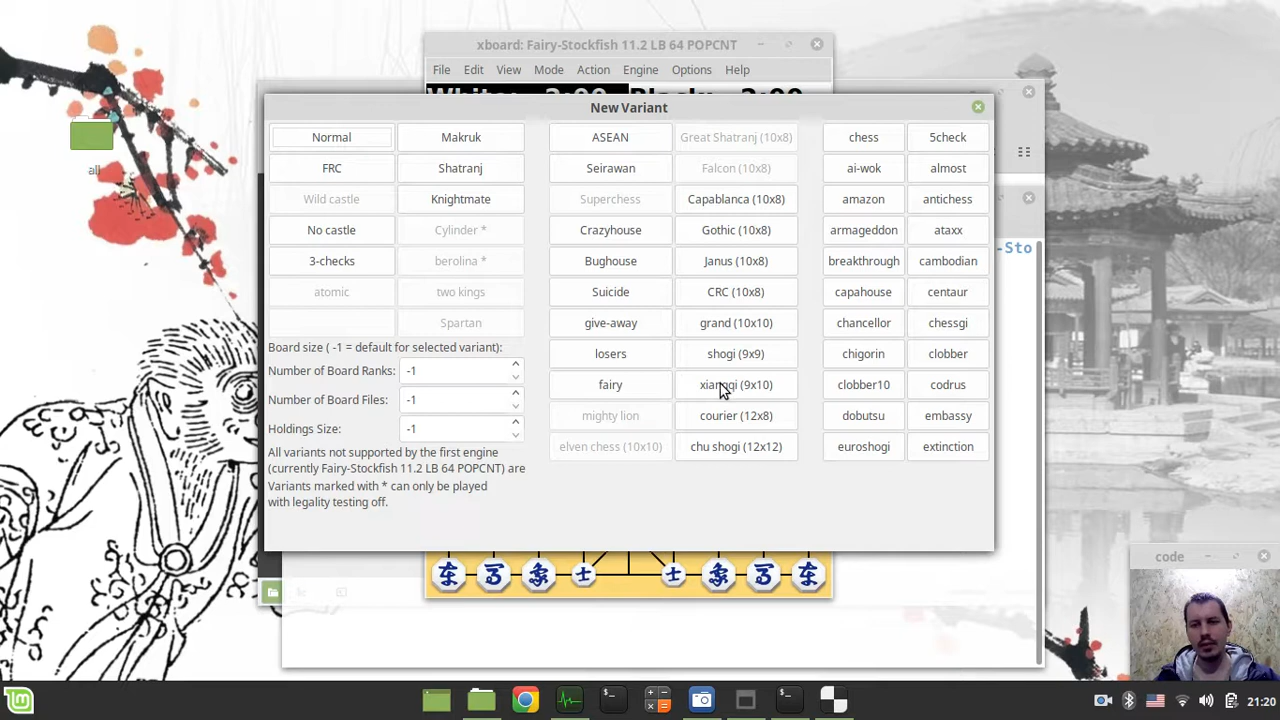 xboard: Fairy-Stockfish 11.2 LB 64 POPCNT
File Edit View Mode Action Engine Options Help
New Variant
all
Normal Makruk ASEAN Great Shatranj (10x8) chess 5check
FRC Shatranj Seirawan Falcon (10x8) ai-wok almost
Wild castle Knightmate Superchess Capablanca (10x8) amazon antichess
No castle Cylinder * Crazyhouse Gothic (10x8) armageddon ataxx
-Sto
3-checks berolina * Bughouse Janus (10x8) breakthrough cambodian
atomic two kings Suicide CRC (10x8) capahouse centaur
Spartan give-away grand (10x10) chancellor chessgi
Board size ( -1 = default for selected variant):
losers shogi (9x9) chigorin clobber
Number of Board Ranks: -1
fairy xiangqi (9x10) clobber10 codrus
Number of Board Files: -1
mighty lion courier (12x8) dobutsu embassy
Holdings Size: -1
elven chess (10x10) chu shogi (12x12) euroshogi extinction
All variants not supported by the first engine
(currently Fairy-Stockfish 11.2 LB 64 POPCNT) are
Variants marked with * can only be played
with legality testing off.
code
21:20